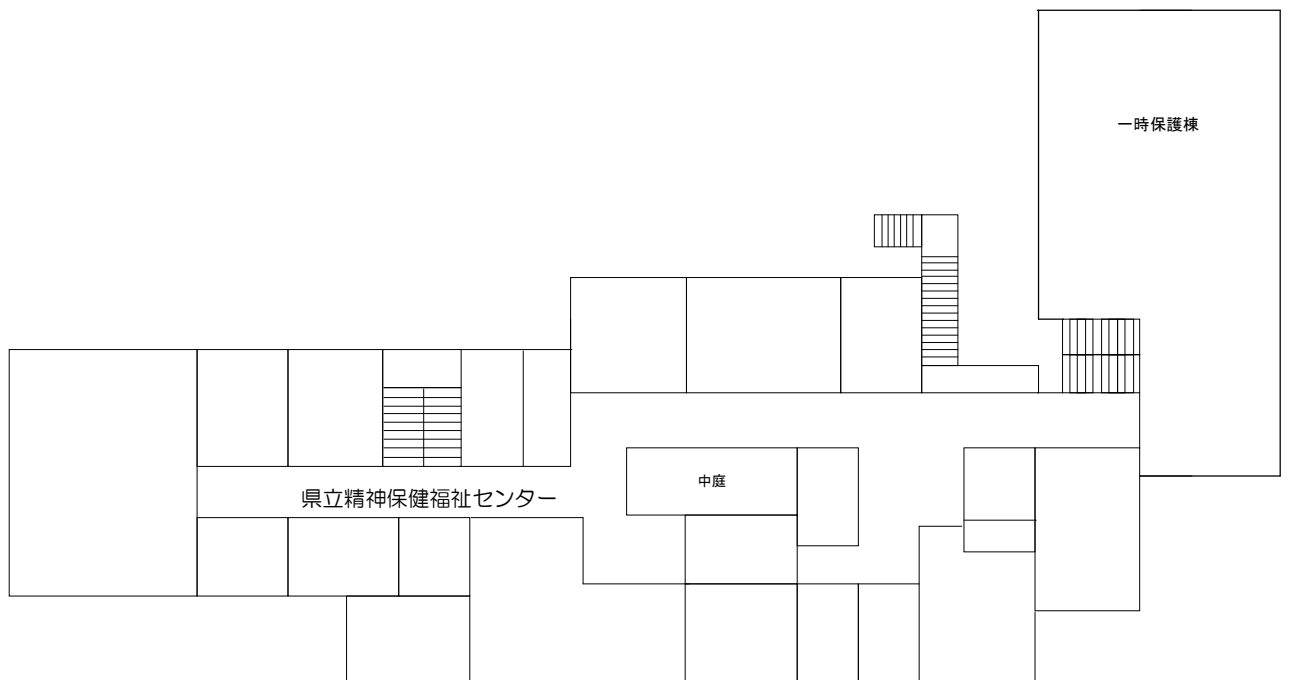 一時保護棟
中庭
県立精神保健福祉センター